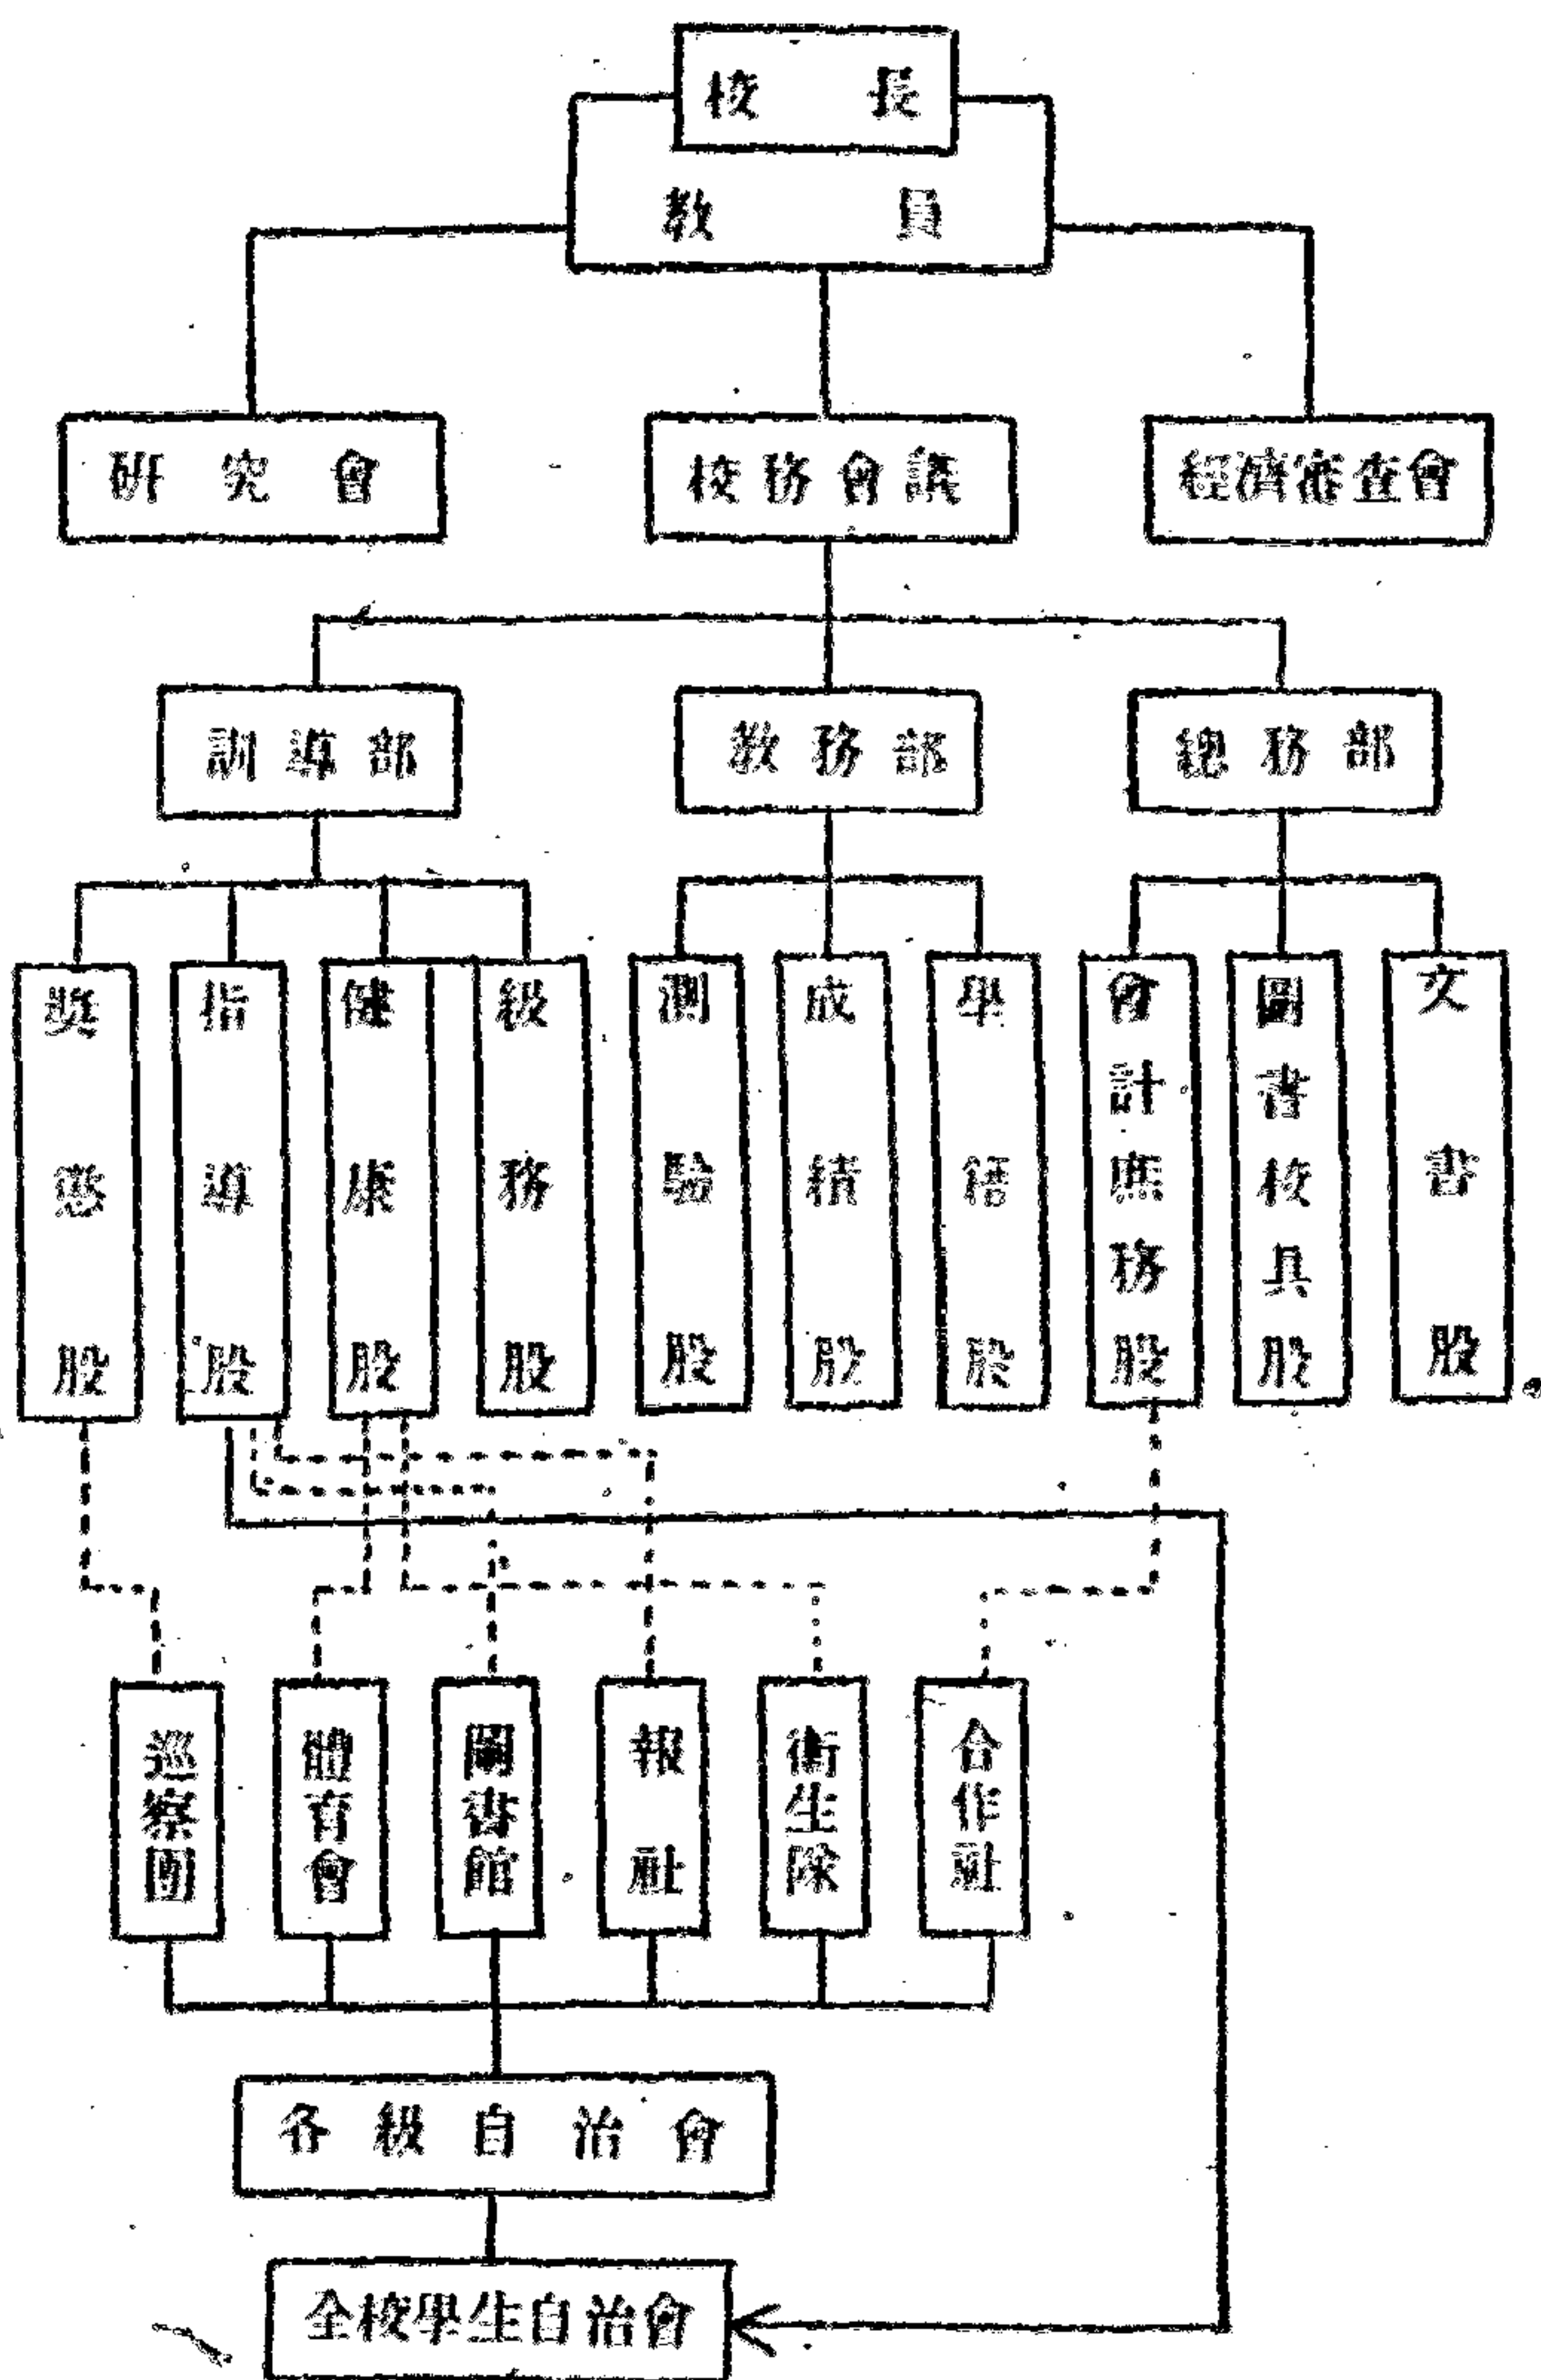 校長
教員
研究會
校務會議
經濟審查會
訓導部
教務部
總務部
獎懲股
指導股
健康股
級務股
測驗股
成績股
學籍股
會計庶務股
圖書校具股
文書股
巡察團
體育會
圖書館
報社
衛生隊
合作社
各級自治會
全校學生自治會